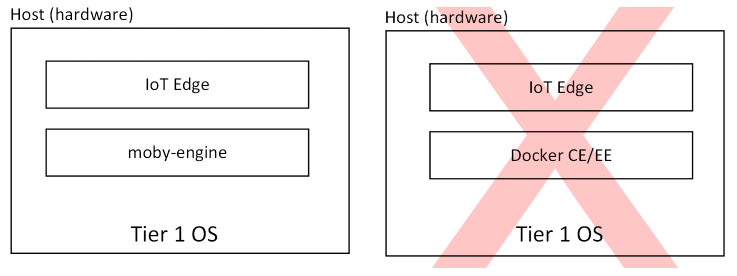 Host (hardware)
IoT Edge
moby-engine
Tier 1 OS
Host (hardware)
IoT Edge
Docker CE/EE
Tier 1 OS